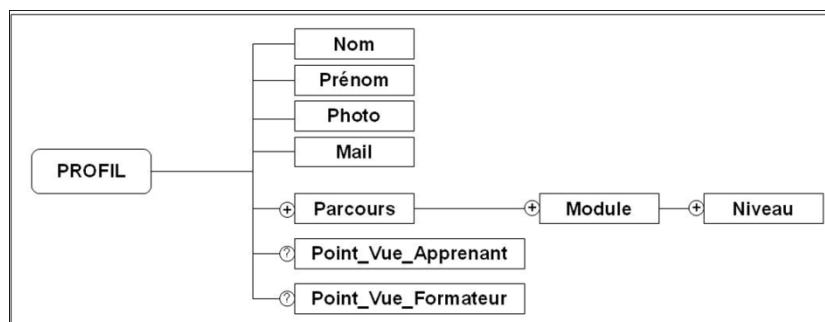 Nom
Prénom
Photo
Mail
PROFIL
+ Parcours + Module + Niveau
? Point_Vue_Apprenant
? Point_Vue_Formateur